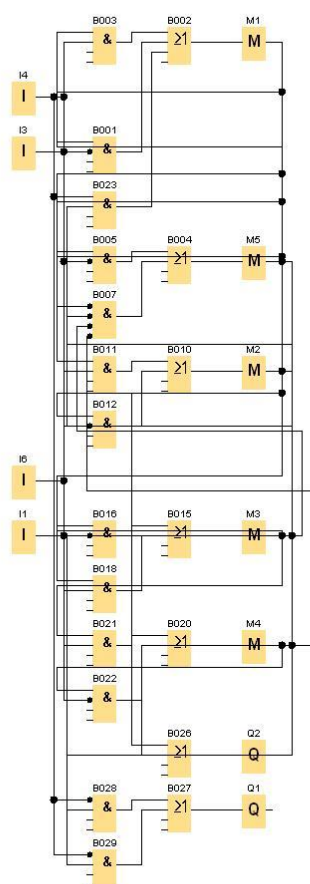 B003 B002 M1
& ≥1 M
I4
I
I3 B001
I &
B023
&
B005 B004 M5
& ≥1 M
B007
&
B011 B010 M2
& ≥1 M
B012
&
I6
I
I1 B016 B015 M3
I & ≥1 M
B018
&
B021 B020 M4
& ≥1 M
B022
&
B026 Q2
≥1 Q
B028 B027 Q1
& ≥1 Q
B029
&